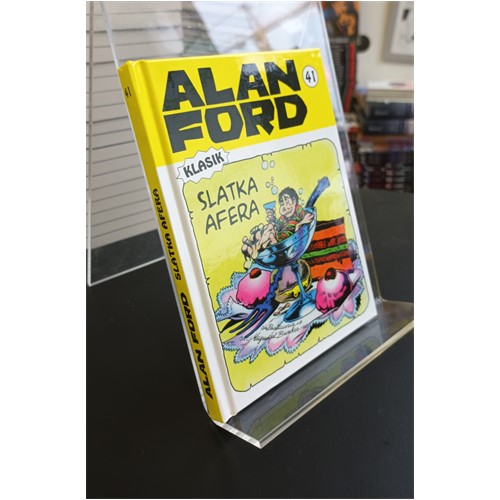 ALAN
FORD
41
KLASIK
SLATKA
AFERA
41
SLATKA AFERA
ALAN FORD